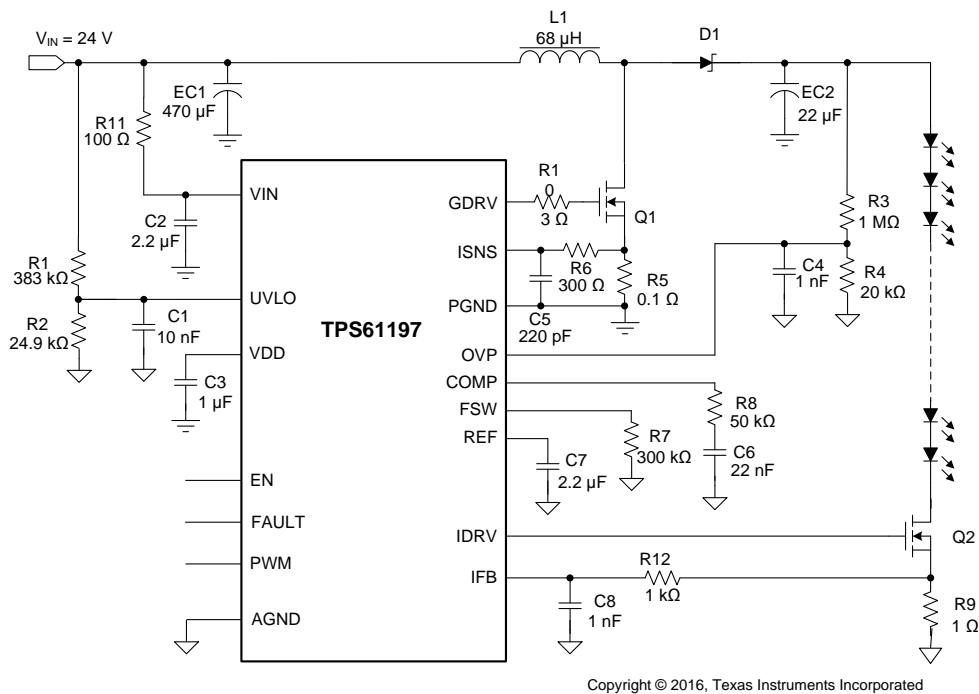 VIN = 24 V
L1
68 µH
D1
EC1
470 µF
EC2
22 µF
R11
100 Ω
C2
2.2 µF
VIN
GDRV
R1
0
3 Ω
Q1
R3
1 MΩ
ISNS
R6
300 Ω
R5
0.1 Ω
C4
1 nF
R4
20 kΩ
R1
383 kΩ
UVLO
PGND
C5
220 pF
R2
24.9 kΩ
C1
10 nF
TPS61197
VDD
OVP
C3
1 µF
COMP
FSW
REF
R8
50 kΩ
R7
300 kΩ
C6
22 nF
C7
2.2 µF
EN
FAULT
PWM
AGND
IDRV
Q2
IFB
R12
1 kΩ
C8
1 nF
R9
1 Ω
Copyright © 2016, Texas Instruments Incorporated